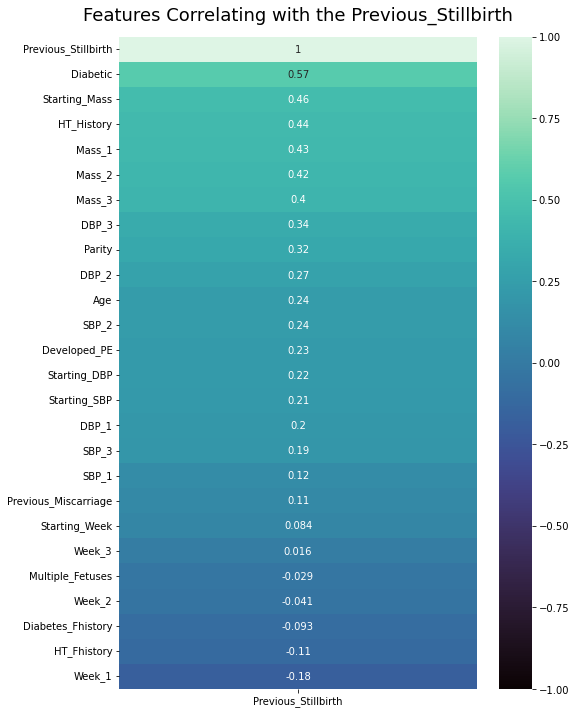 Features Correlating with the Previous_Stillbirth
Previous_Stillbirth 1
Diabetic 0.57
Starting_Mass 0.46
HT_History 0.44
Mass_1 0.43
Mass_2 0.42
Mass_3 0.4
DBP_3 0.34
Parity 0.32
DBP_2 0.27
Age 0.24
SBP_2 0.24
Developed_PE 0.23
Starting_DBP 0.22
Starting_SBP 0.21
DBP_1 0.2
SBP_3 0.19
SBP_1 0.12
Previous_Miscarriage 0.11
Starting_Week 0.084
Week_3 0.016
Multiple_Fetuses -0.029
Week_2 -0.041
Diabetes_Fhistory -0.093
HT_Fhistory -0.11
Week_1 -0.18
Previous_Stillbirth
1.00
0.75
0.50
0.25
0.00
−0.25
−0.50
−0.75
−1.00